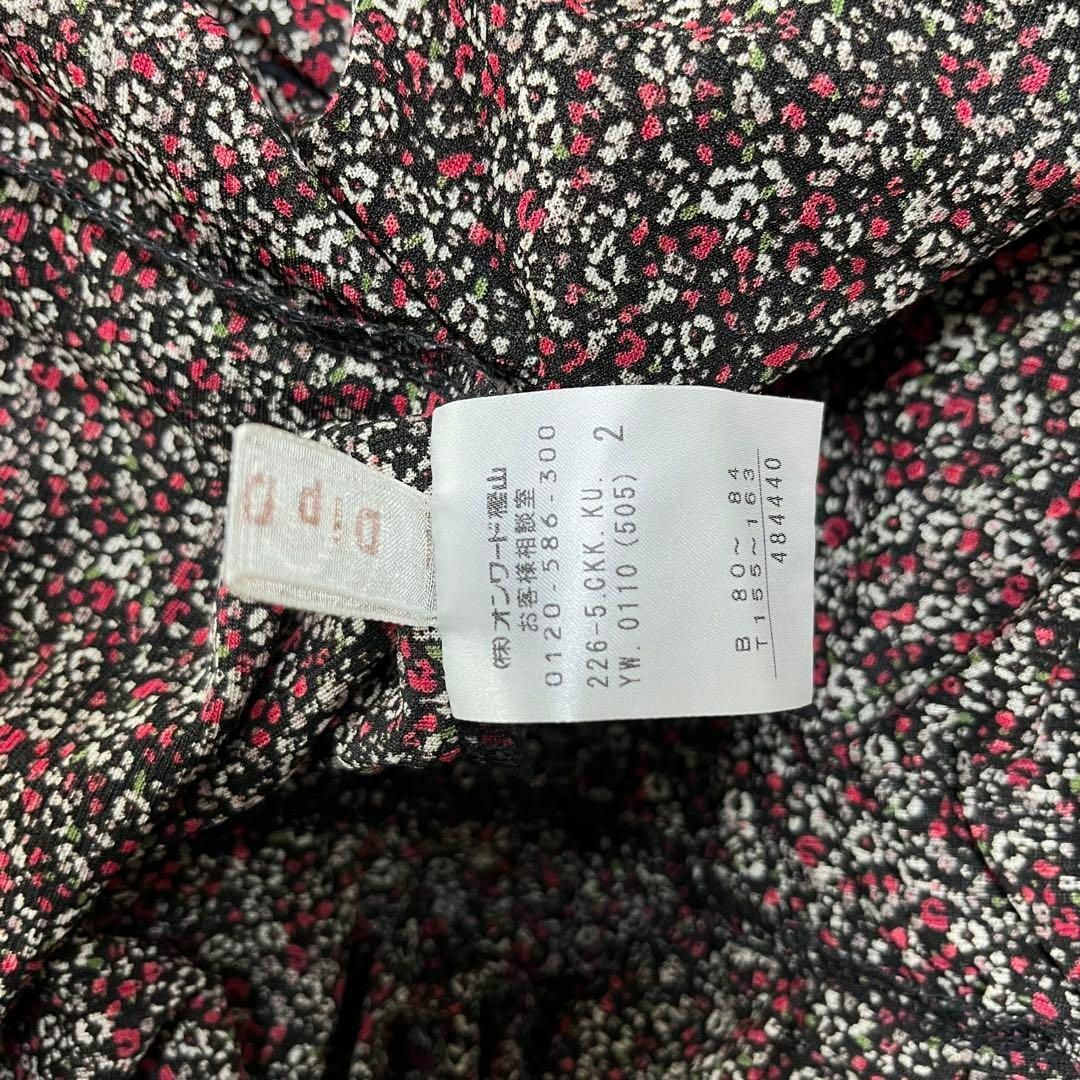 (株)オンワード樫山
お客様相談室
0120-586-300
226-5.CKK.KU.
YW.0110(505) 2
B 80~84
T155~163
484440